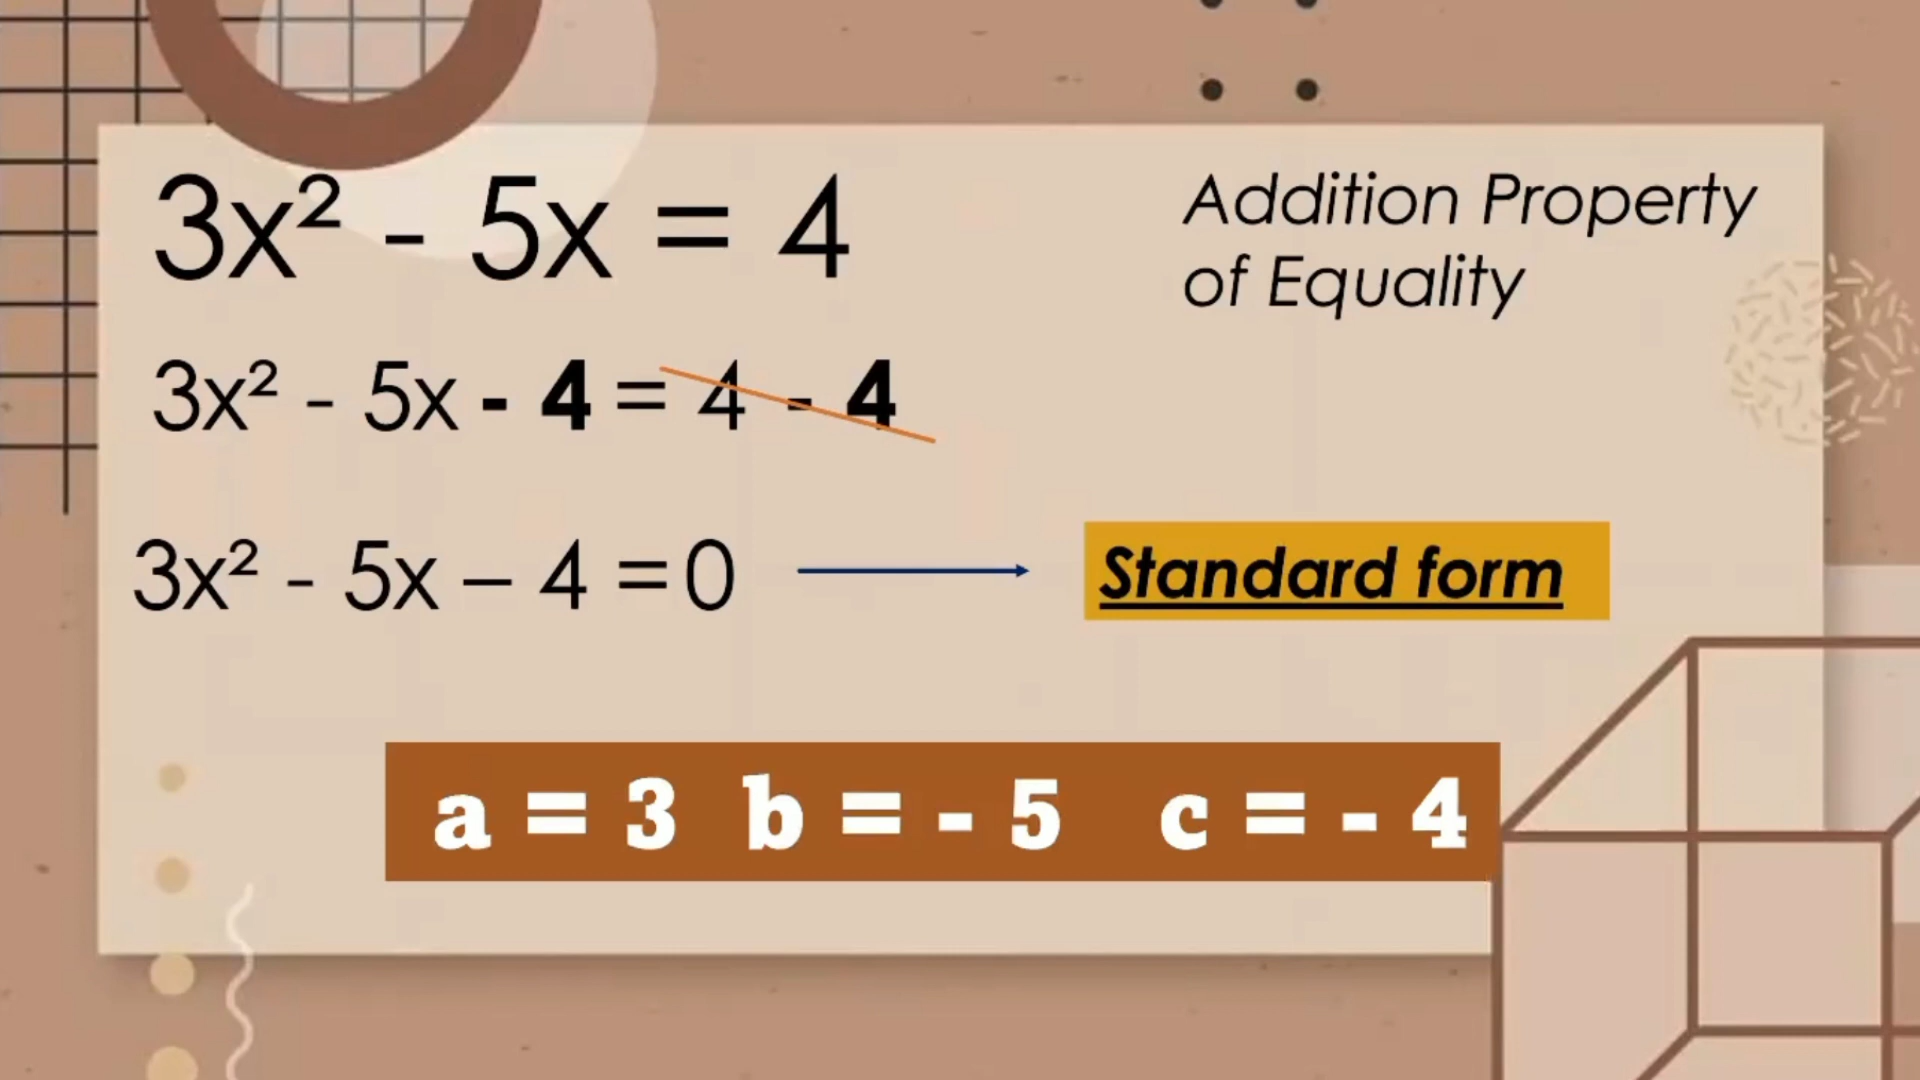 3x² - 5x = 4
Addition Property
of Equality
3x² - 5x - 4 = 4 - 4
3x² - 5x – 4 = 0
Standard form
a = 3 b = - 5 c = - 4